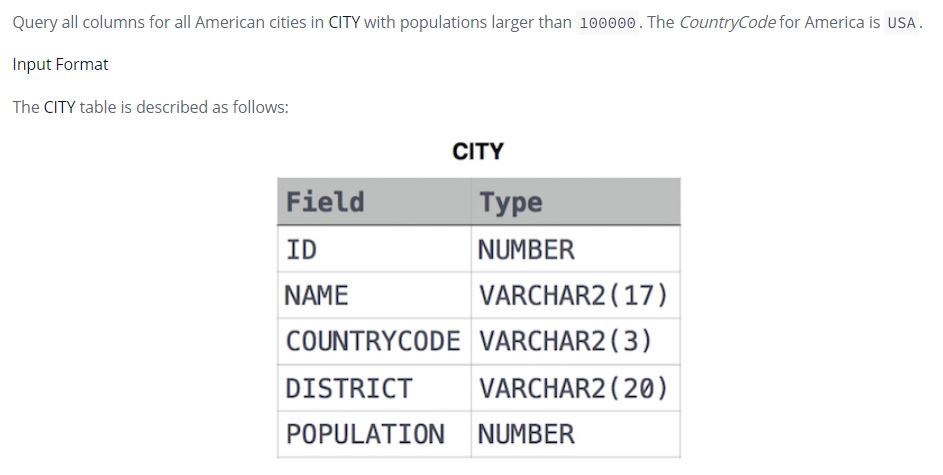 Query all columns for all American cities in CITY with populations larger than 100000. The CountryCode for America is USA.
Input Format
The CITY table is described as follows:
CITY
Field Type
ID NUMBER
NAME VARCHAR2(17)
COUNTRYCODE VARCHAR2(3)
DISTRICT VARCHAR2(20)
POPULATION NUMBER